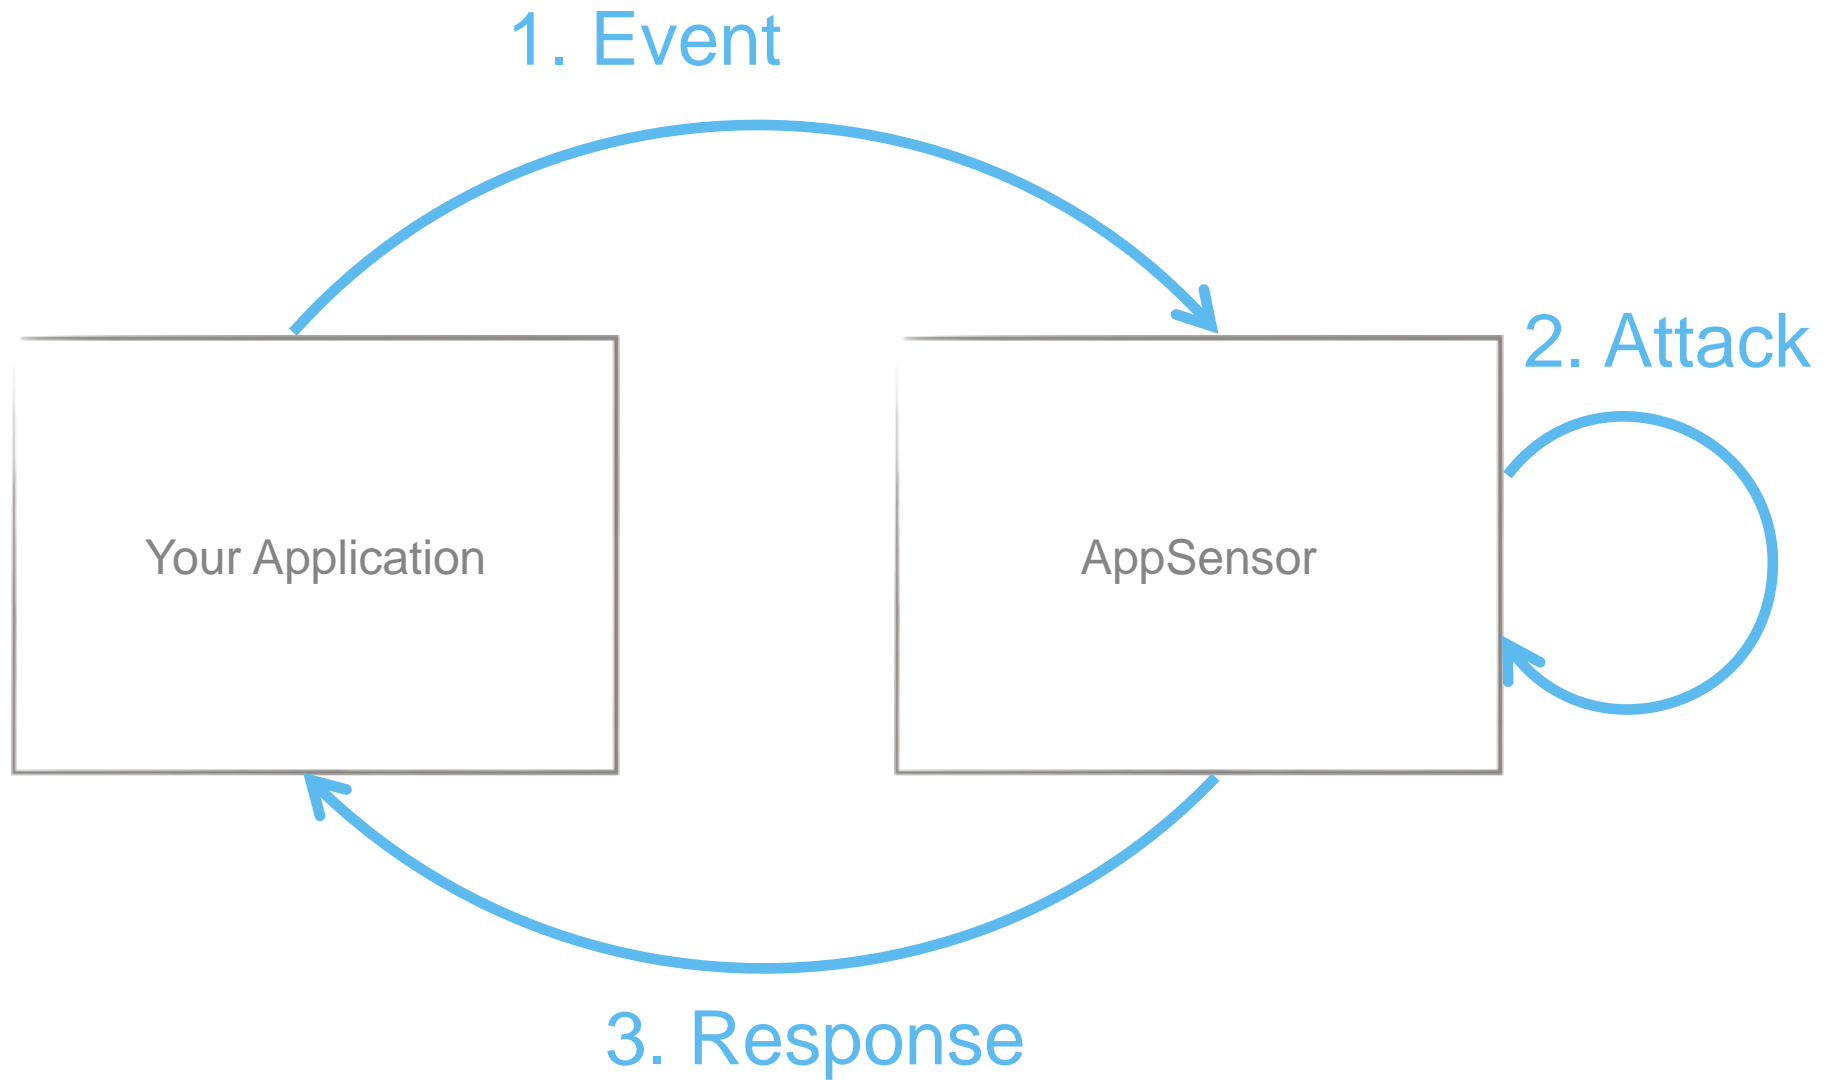 1. Event
2. Attack
Your Application
AppSensor
3. Response